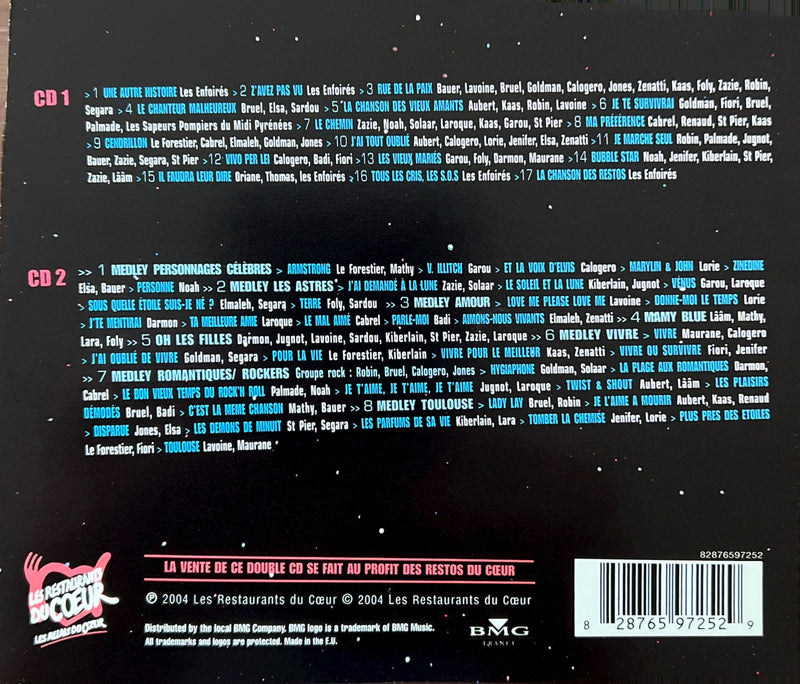 CD 1
> 1 UNE AUTRE HISTOIRE Les Enfoirés >2 Z'AVEZ PAS VU Les Enfoirés >3 RUE DE LA PAIX Bauer, Lavoine, Bruel, Goldman, Calogero, Jones, Zenatti, Kaas, Foly, Zazie, Robin,
Segara >4 LE CHANTEUR MALHEUREUX Bruel, Elsa, Sardou >5 LA CHANSON DES VIEUX AMANTS Aubert, Kaas, Robin, Lavoine >6 JE TE SURVIVRAI Goldman, Fiori, Bruel,
Palmade, Les Sapeurs Pompiers du Midi Pyrénées >7 LE CHEMIN Zazie, Noah, Solaar, Laroque, Kaas, Garou, St Pier >8 MA PRÉFÉRENCE Cabrel, Renaud, St Pier, Kaas
>9 CENDRILLON Le Forestier, Cabrel, Elmaleh, Goldman, Jones >10 J'AI TOUT OUBLIÉ Aubert, Calogero, Lorie, Jenifer, Elsa, Zenatti >11 JE MARCHE SEUL Robin, Palmade, Jugnot,
Bauer, Zazie, Segara, St Pier >12 VIVO PER LEI Calogero, Badi, Fiori >13 LES VIEUX MARIÉS Garou, Foly, Darmon, Maurane >14 BUBBLE STAR Noah, Jenifer, Kiberlain, St Pier,
Zazie, Lââm >15 IL FAUDRA LEUR DIRE Oriane, Thomas, les Enfoirés >16 TOUS LES CRIS, LES S.O.S Les Enfoirés >17 LA CHANSON DES RESTOS Les Enfoirés
CD 2
>> 1 MEDLEY PERSONNAGES CÉLÈBRES > ARMSTRONG Le Forestier, Mathy > V. ILLITCH Garou > ET LA VOIX D'ELVIS Calogero > MARYLIN & JOHN Lorie > ZINEDINE
Elsa, Bauer > PERSONNE Noah >> 2 MEDLEY LES ASTRES > J'AI DEMANDÉ À LA LUNE Zazie, Solaar > LE SOLEIL ET LA LUNE Kiberlain, Jugnot > VÉNUS Garou, Laroque
> SOUS QUELLE ÉTOILE SUIS-JE NÉ ? Elmaleh, Segara > TERRE Foly, Sardou >> 3 MEDLEY AMOUR > LOVE ME PLEASE LOVE ME Lavoine > DONNE-MOI LE TEMPS Lorie
> J'TE MENTIRAI Darmon > TA MEILLEURE AMIE Laroque > LE MAL AIMÉ Cabrel > PARLE-MOI Badi > AIMONS-NOUS VIVANTS Elmaleh, Zenatti >> 4 MAMY BLUE Lââm, Mathy,
Lara, Foly >> 5 OH LES FILLES Darmon, Jugnot, Lavoine, Sardou, Kiberlain, St Pier, Zazie, Laroque >> 6 MEDLEY VIVRE > VIVRE Maurane, Calogero
> J'AI OUBLIÉ DE VIVRE Goldman, Segara > POUR LA VIE Le Forestier, Kiberlain > VIVRE POUR LE MEILLEUR Kaas, Zenatti > VIVRE OU SURVIVRE Fiori, Jenifer
>> 7 MEDLEY ROMANTIQUES/ ROCKERS Groupe rock : Robin, Bruel, Calogero, Jones > HYGIAPHONE Goldman, Solaar > LA PLAGE AUX ROMANTIQUES Darmon,
Cabrel > LE BON VIEUX TEMPS DU ROCK'N ROLL Palmade, Noah > JE T'AIME, JE T'AIME, JE T'AIME Jugnot, Laroque > TWIST & SHOUT Aubert, Lââm > LES PLAISIRS
DÉMODÉS Bruel, Badi > C'EST LA MEME CHANSON Mathy, Bauer >> 8 MEDLEY TOULOUSE > LADY LAY Bruel, Robin > JE L'AIME A MOURIR Aubert, Kaas, Renaud
> DISPARUE Jones, Elsa > LES DEMONS DE MINUIT St Pier, Segara > LES PARFUMS DE SA VIE Kiberlain, Lara > TOMBER LA CHEMISE Jenifer, Lorie > PLUS PRES DES ETOILES
Le Forestier, Fiori > TOULOUSE Lavoine, Maurane
LES RESTAURANTS
DU CŒUR
LES RELAIS DU CŒUR
LA VENTE DE CE DOUBLE CD SE FAIT AU PROFIT DES RESTOS DU CŒUR
℗ 2004 Les Restaurants du Cœur © 2004 Les Restaurants du Cœur
Distributed by the local BMG Company. BMG logo is a trademark of BMG Music.
All trademarks and logos are protected. Made in the E.U.
BMG
FRANCE
82876597252
8 28765 97252 9